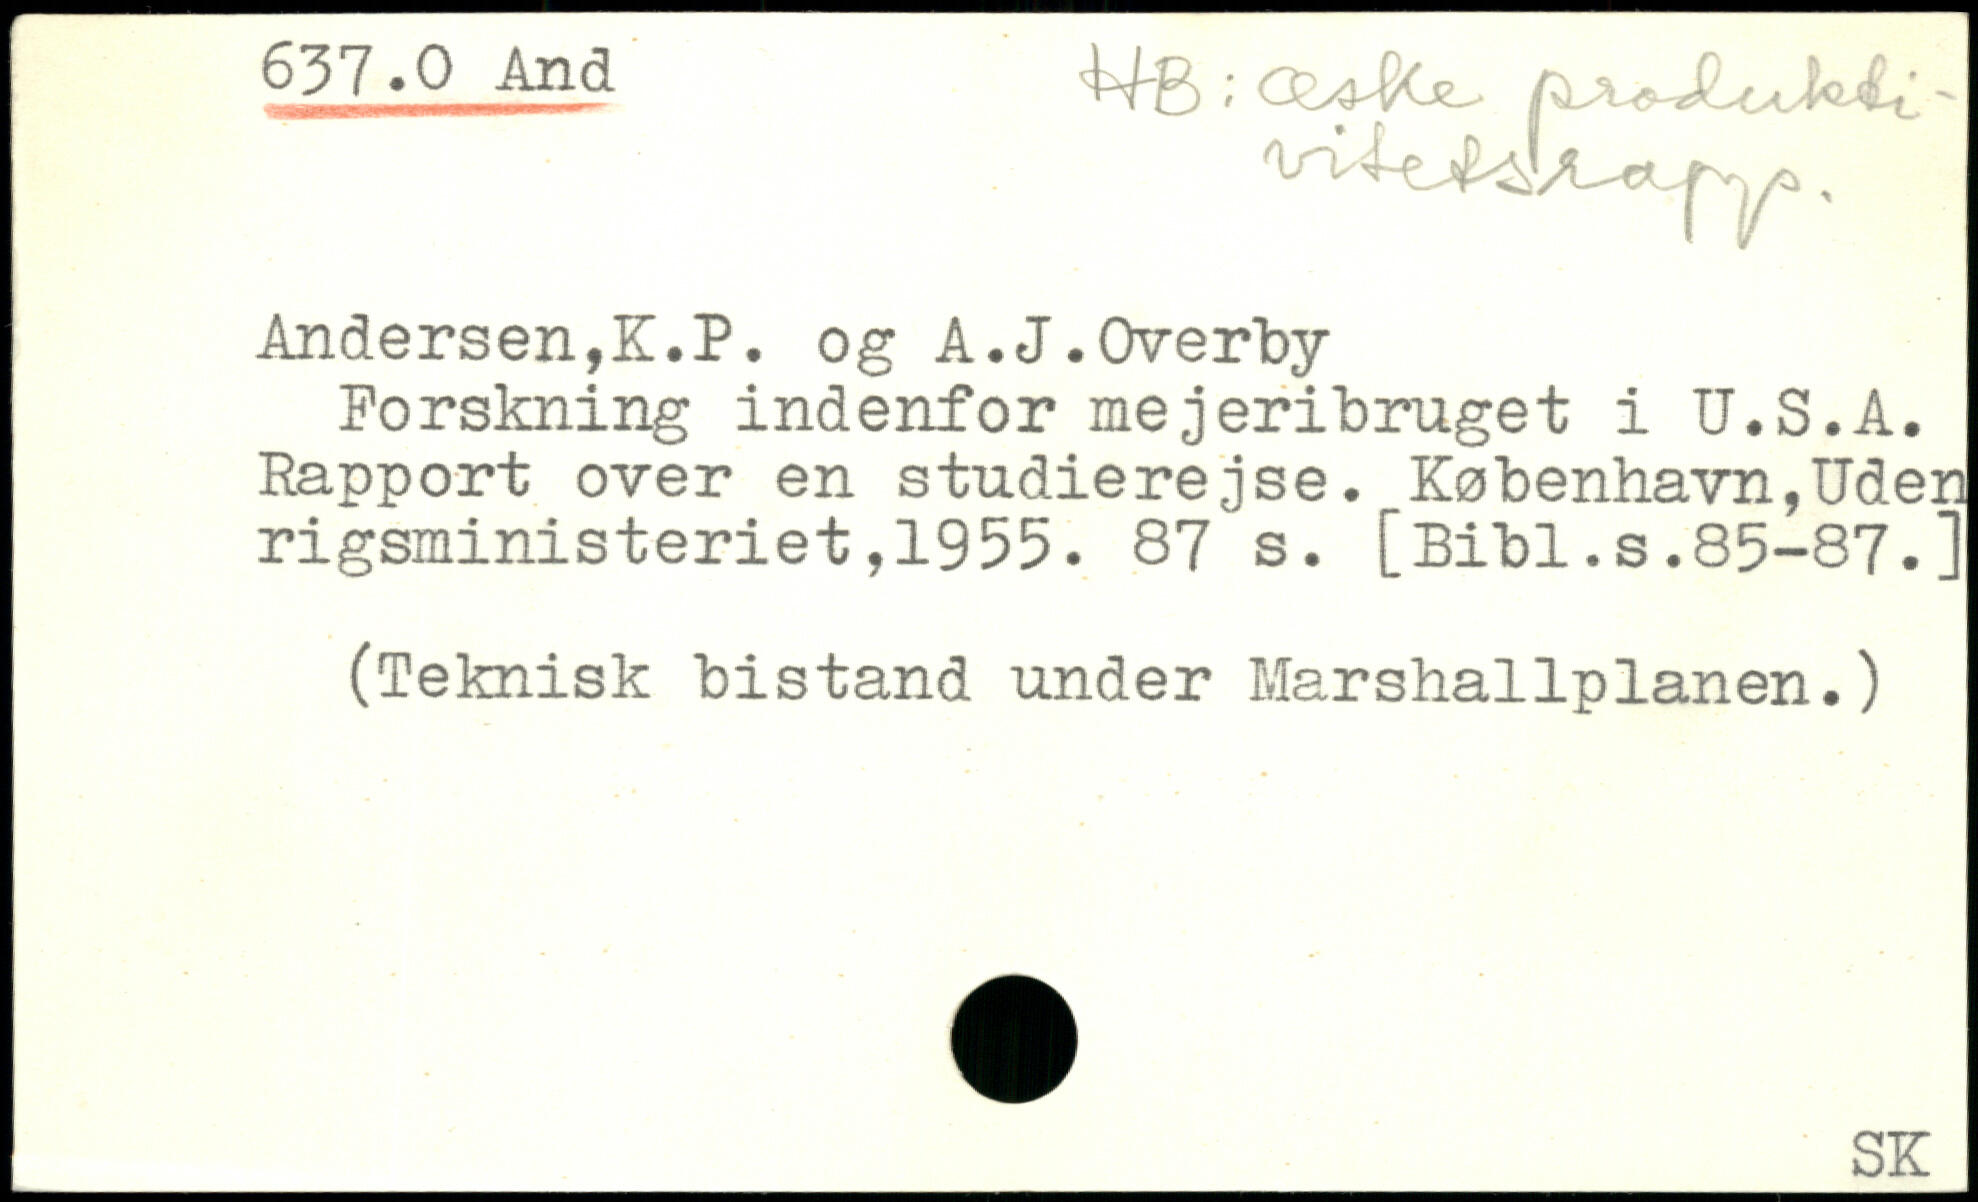 637.0 And
HB: æske produkti-
vitetsrapp.
Andersen,K.P. og A.J.Overby
Forskning indenfor mejeribruget i U.S.A.
Rapport over en studierejse. København,Uden
rigsministeriet,1955. 87 s. [Bibl.s.85-87.]
(Teknisk bistand under Marshallplanen.)
SK